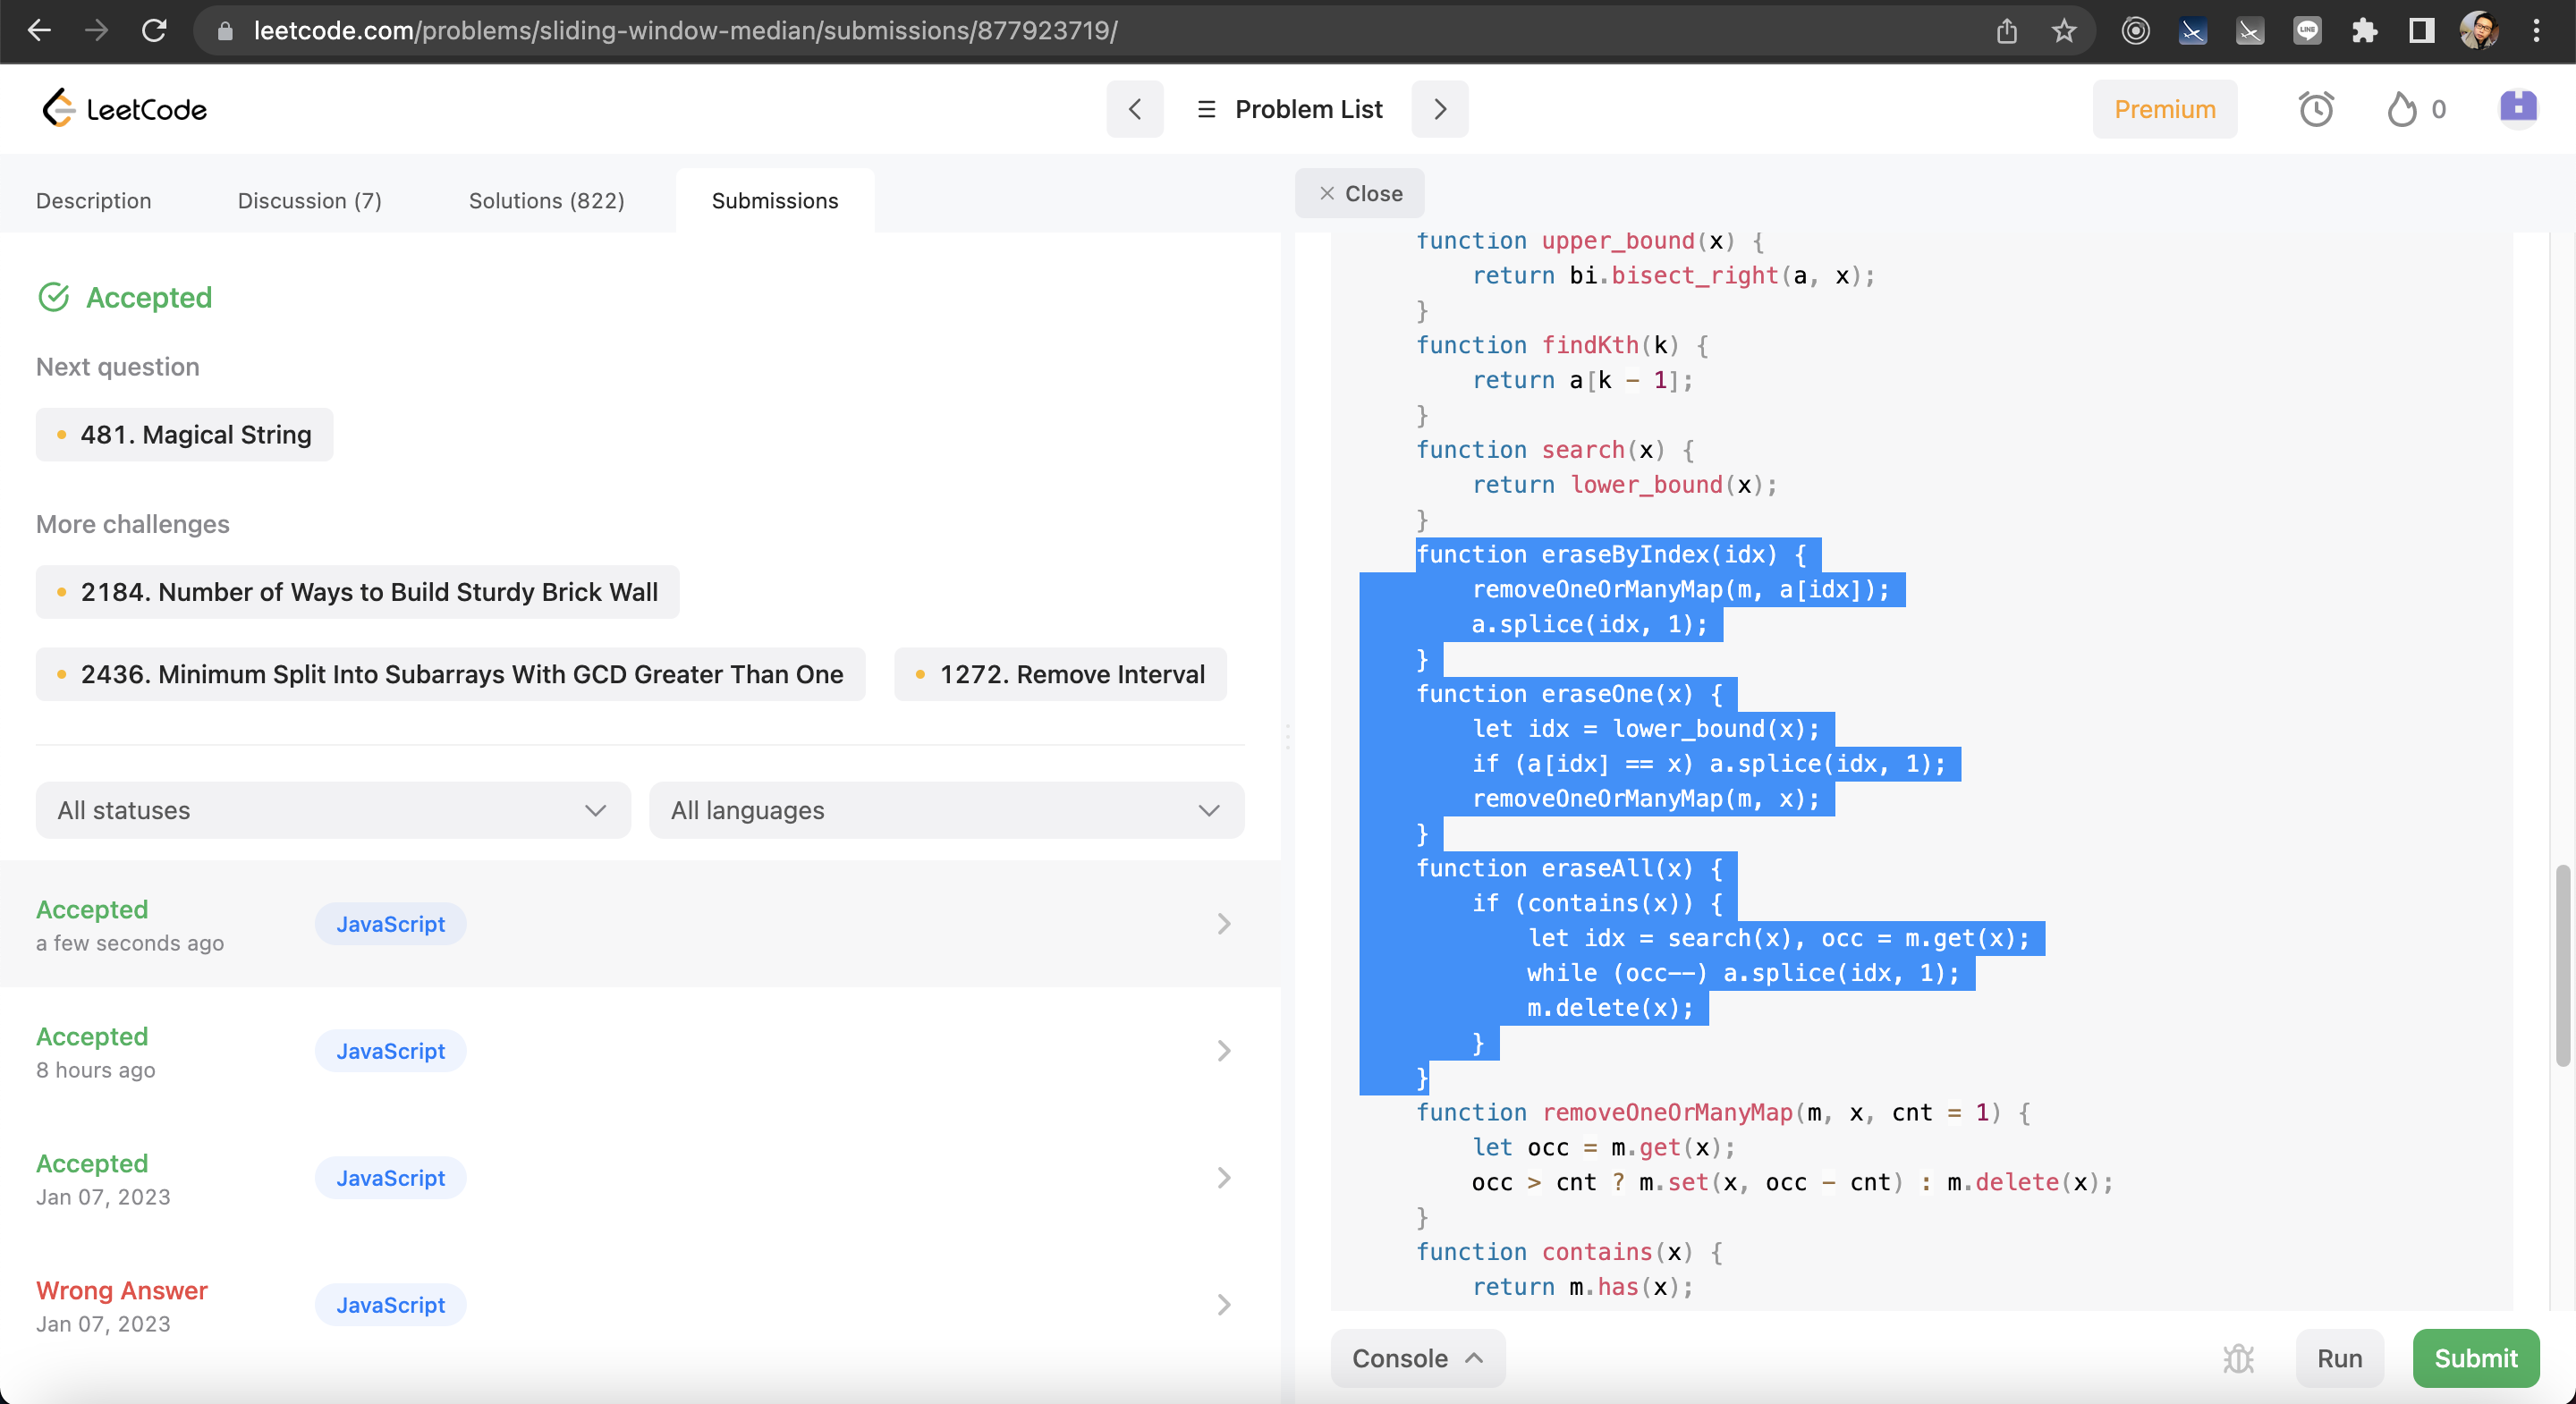 leetcode.com/problems/sliding-window-median/submissions/877923719/
LINE
LeetCode
Problem List
Premium
0
Description
Discussion (7)
Solutions (822)
Submissions
Accepted
Next question
481. Magical String
More challenges
2184. Number of Ways to Build Sturdy Brick Wall
2436. Minimum Split Into Subarrays With GCD Greater Than One
1272. Remove Interval
All statuses
All languages
Accepted
a few seconds ago
JavaScript
Accepted
8 hours ago
JavaScript
Accepted
Jan 07, 2023
JavaScript
Wrong Answer
Jan 07, 2023
JavaScript
Close
function upper_bound(x) {
return bi.bisect_right(a, x);
}
function findKth(k) {
return a[k - 1];
}
function search(x) {
return lower_bound(x);
}
function eraseByIndex(idx) {
removeOneOrManyMap(m, a[idx]);
a.splice(idx, 1);
}
function eraseOne(x) {
let idx = lower_bound(x);
if (a[idx] == x) a.splice(idx, 1);
removeOneOrManyMap(m, x);
}
function eraseAll(x) {
if (contains(x)) {
let idx = search(x), occ = m.get(x);
while (occ--) a.splice(idx, 1);
m.delete(x);
}
}
function removeOneOrManyMap(m, x, cnt = 1) {
let occ = m.get(x);
occ > cnt ? m.set(x, occ - cnt) : m.delete(x);
}
function contains(x) {
return m.has(x);
Console
Run
Submit